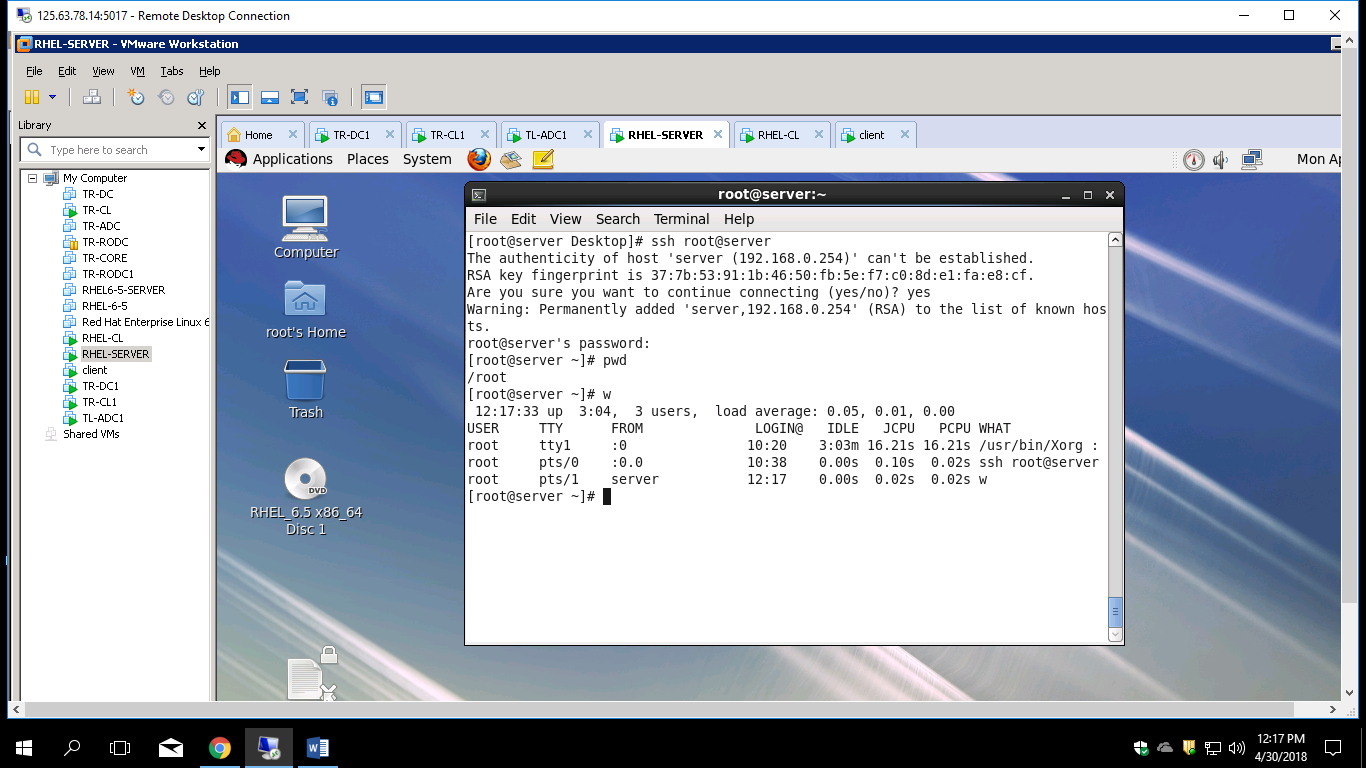 125.63.78.14:5017 - Remote Desktop Connection
RHEL-SERVER - VMware Workstation
File Edit View VM Tabs Help
Library
Type here to search
My Computer
TR-DC
TR-CL
TR-ADC
TR-RODC
TR-CORE
TR-RODC1
RHEL6-5-SERVER
RHEL-6-5
Red Hat Enterprise Linux 6
RHEL-CL
RHEL-SERVER
client
TR-DC1
TR-CL1
TL-ADC1
Shared VMs
Home TR-DC1 TR-CL1 TL-ADC1 RHEL-SERVER RHEL-CL client
Applications Places System Mon Ap
Computer
root's Home
Trash
DVD
RHEL_6.5 x86_64
Disc 1
root@server:~
File Edit View Search Terminal Help
[root@server Desktop]# ssh root@server
The authenticity of host 'server (192.168.0.254)' can't be established.
RSA key fingerprint is 37:7b:53:91:1b:46:50:fb:5e:f7:c0:8d:e1:fa:e8:cf.
Are you sure you want to continue connecting (yes/no)? yes
Warning: Permanently added 'server,192.168.0.254' (RSA) to the list of known hos
ts.
root@server's password:
[root@server ~]# pwd
/root
[root@server ~]# w
12:17:33 up 3:04, 3 users, load average: 0.05, 0.01, 0.00
USER TTY FROM LOGIN@ IDLE JCPU PCPU WHAT
root tty1 :0 10:20 3:03m 16.21s 16.21s /usr/bin/Xorg :
root pts/0 :0.0 10:38 0.00s 0.10s 0.02s ssh root@server
root pts/1 server 12:17 0.00s 0.02s 0.02s w
[root@server ~]#
12:17 PM
4/30/2018